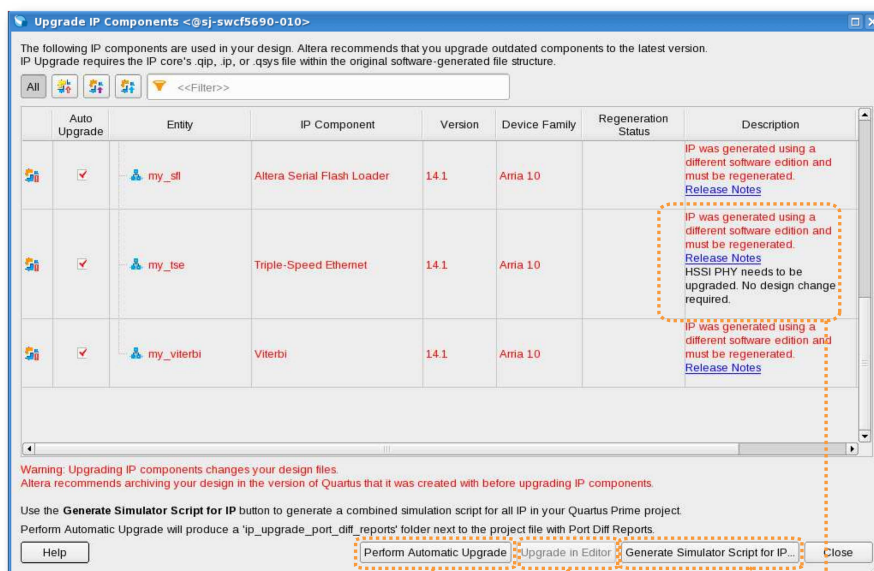 Upgrade IP Components <@sj-swcf5690-010>
The following IP components are used in your design. Altera recommends that you upgrade outdated components to the latest version.
IP Upgrade requires the IP core's .qip, .ip, or .qsys file within the original software-generated file structure.
All
<<Filter>>
Auto Upgrade Entity IP Component Version Device Family Regeneration Status Description
my_sfl Altera Serial Flash Loader 14.1 Arria 10
IP was generated using a
different software edition and
must be regenerated.
Release Notes
my_tse Triple-Speed Ethernet 14.1 Arria 10
IP was generated using a
different software edition and
must be regenerated.
Release Notes
HSSI PHY needs to be
upgraded. No design change
required.
my_viterbi Viterbi 14.1 Arria 10
IP was generated using a
different software edition and
must be regenerated.
Release Notes
Warning: Upgrading IP components changes your design files.
Altera recommends archiving your design in the version of Quartus that it was created with before upgrading IP components.
Use the Generate Simulator Script for IP button to generate a combined simulation script for all IP in your Quartus Prime project.
Perform Automatic Upgrade will produce a 'ip_upgrade_port_diff_reports' folder next to the project file with Port Diff Reports.
Help Perform Automatic Upgrade Upgrade in Editor Generate Simulator Script for IP... Close